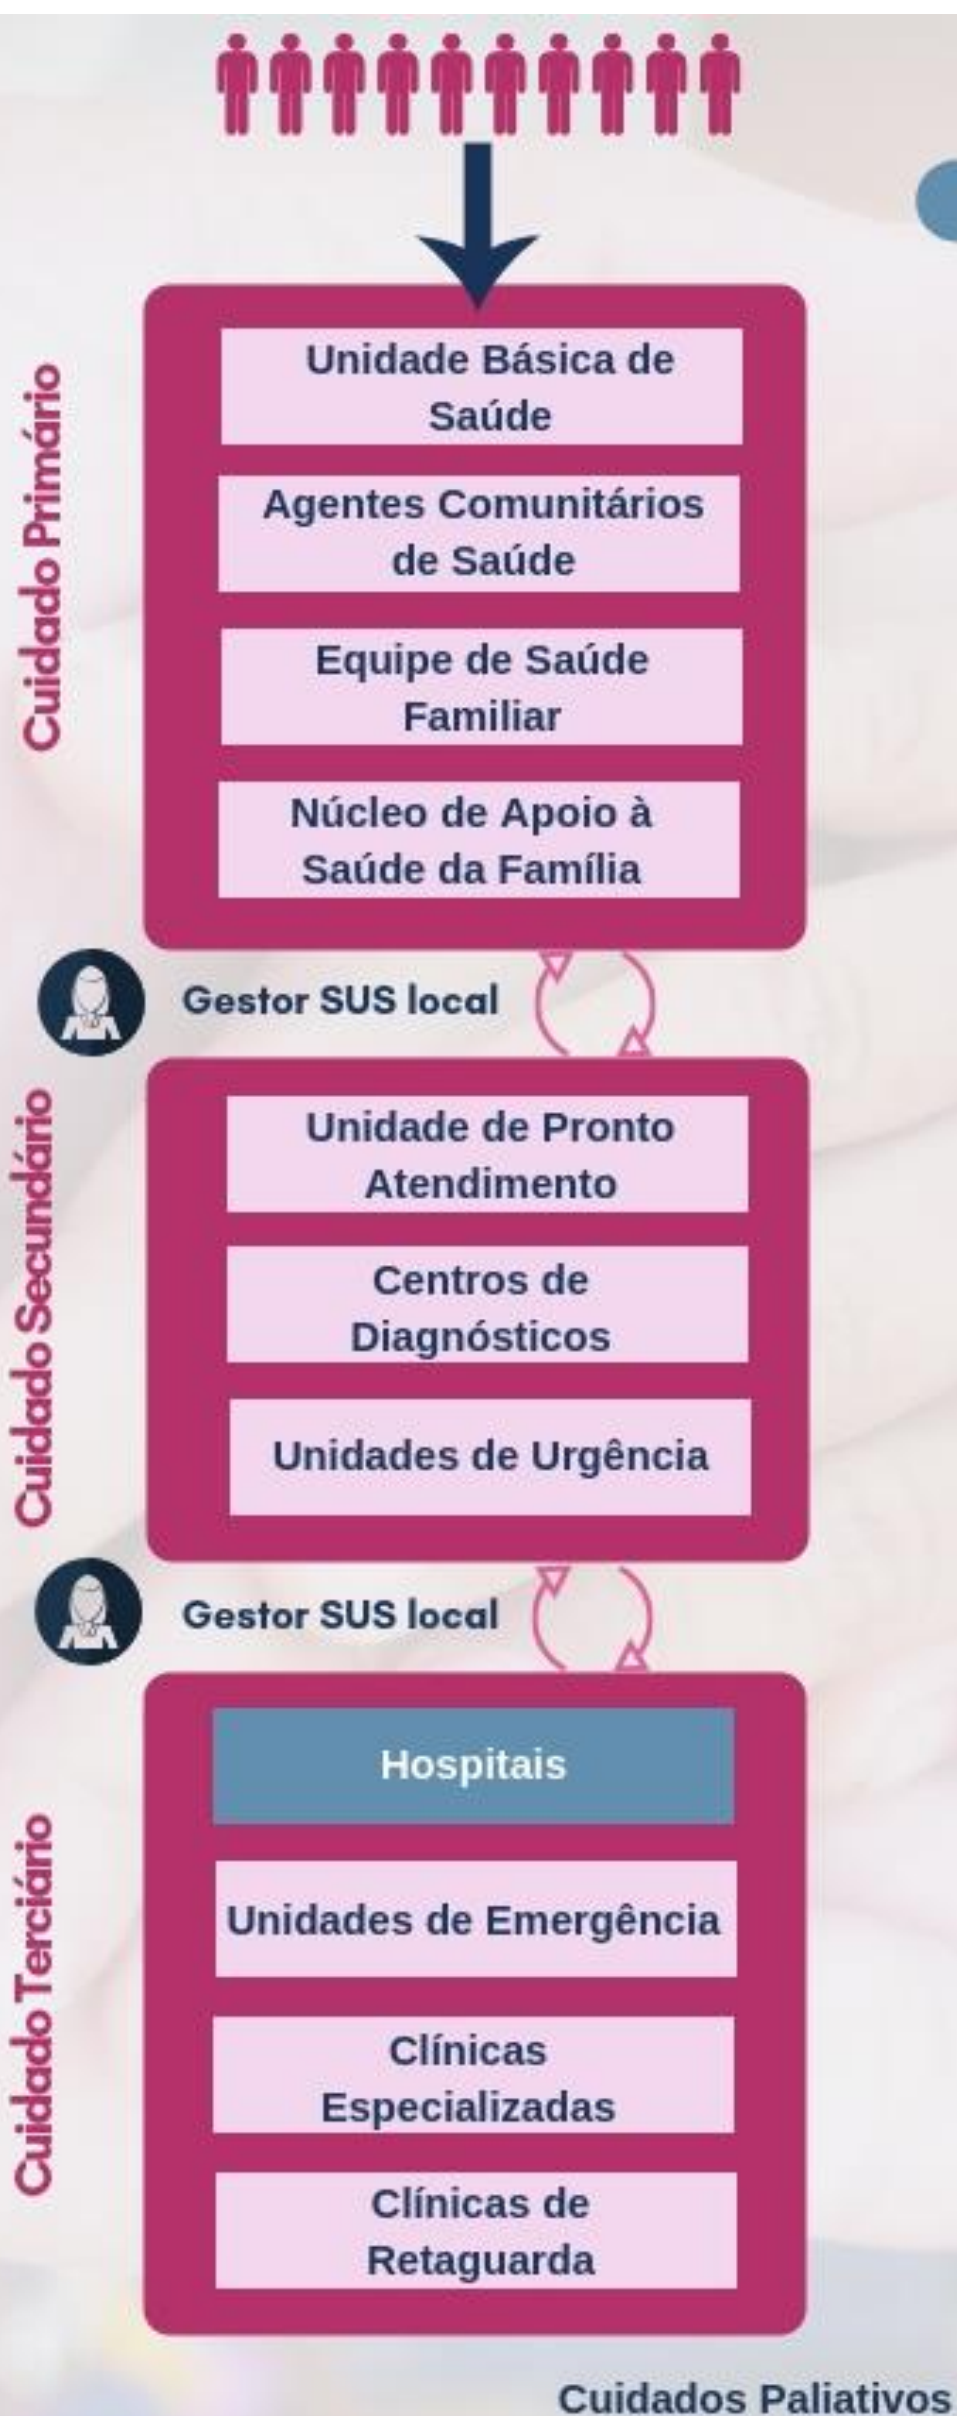 Cuidado Primário
Unidade Básica de
Saúde
Agentes Comunitários
de Saúde
Equipe de Saúde
Familiar
Núcleo de Apoio à
Saúde da Família
Gestor SUS local
Cuidado Secundário
Unidade de Pronto
Atendimento
Centros de
Diagnósticos
Unidades de Urgência
Gestor SUS local
Cuidado Terciário
Hospitais
Unidades de Emergência
Clínicas
Especializadas
Clínicas de
Retaguarda
Cuidados Paliativos